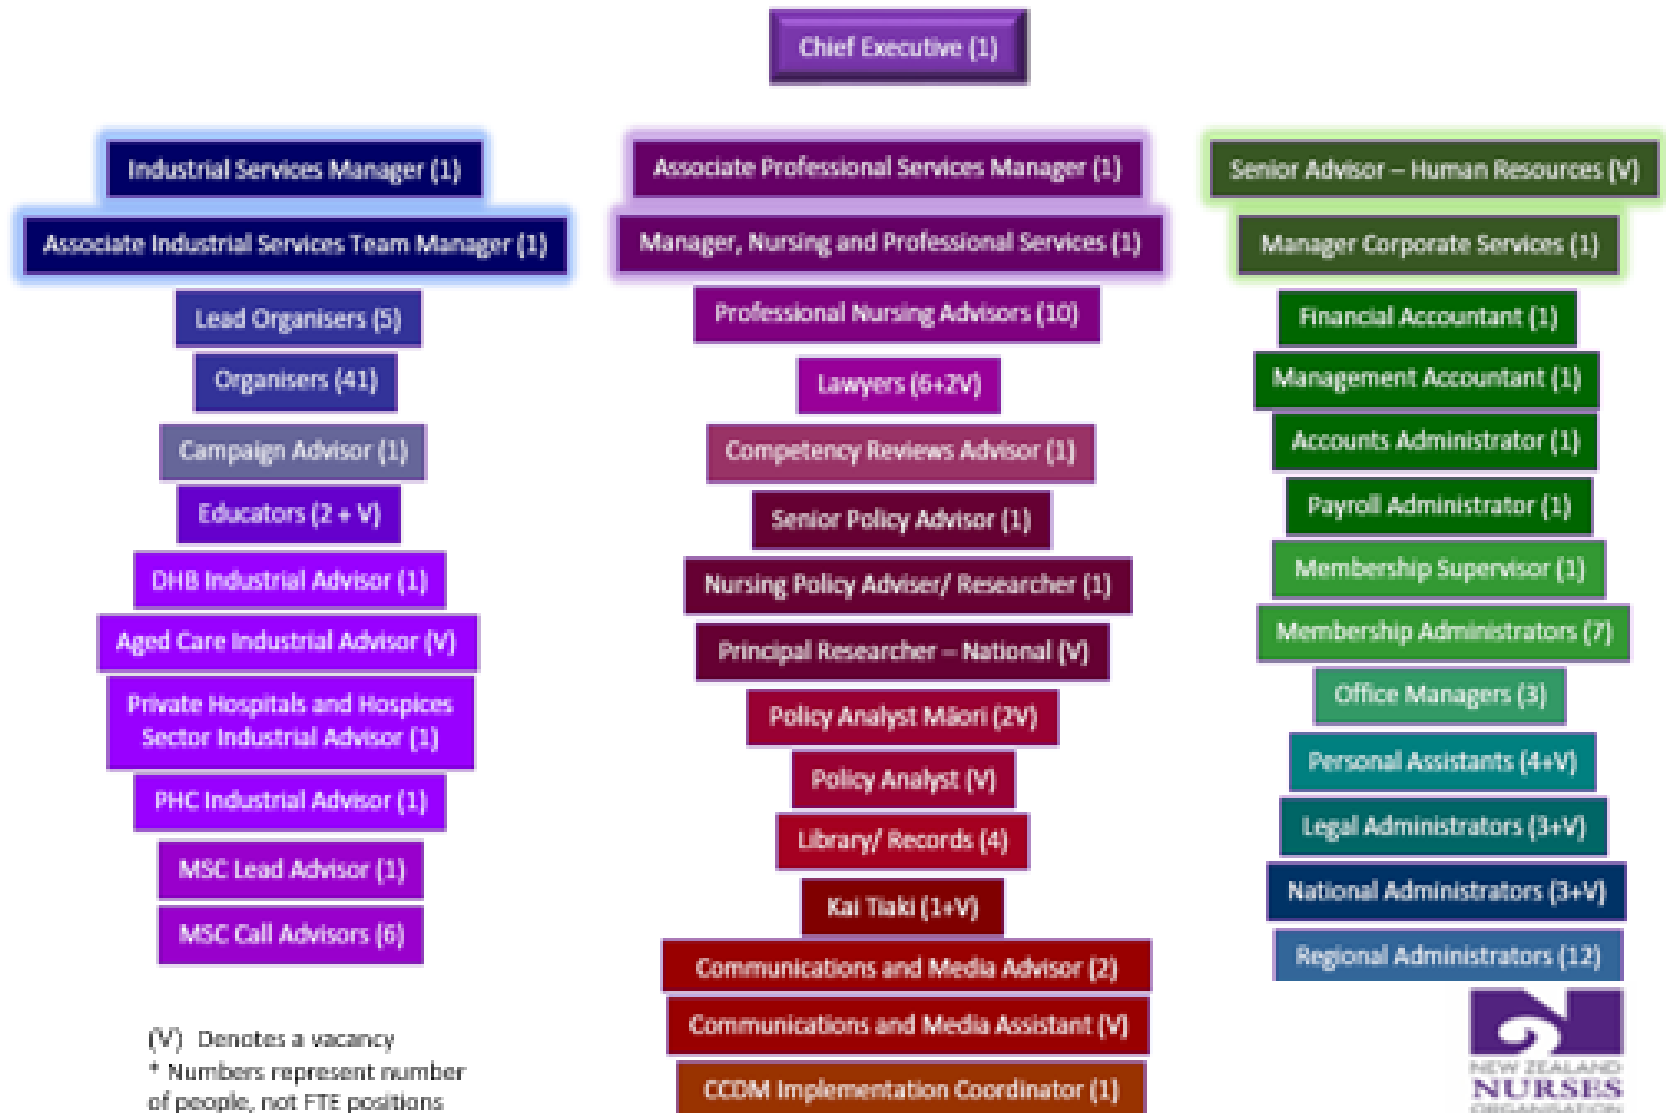 Chief Executive (1)
Industrial Services Manager (1)
Associate Industrial Services Team Manager (1)
Lead Organisers (5)
Organisers (41)
Campaign Advisor (1)
Educators (2 + V)
DHB Industrial Advisor (1)
Aged Care Industrial Advisor (V)
Private Hospitals and Hospices
Sector Industrial Advisor (1)
PHC Industrial Advisor (1)
MSC Lead Advisor (1)
MSC Call Advisors (6)
(V) Denotes a vacancy
* Numbers represent number
of people, not FTE positions
Associate Professional Services Manager (1)
Manager, Nursing and Professional Services (1)
Professional Nursing Advisors (10)
Lawyers (6+2V)
Competency Reviews Advisor (1)
Senior Policy Advisor (1)
Nursing Policy Adviser/ Researcher (1)
Principal Researcher – National (V)
Policy Analyst Māori (2V)
Policy Analyst (V)
Library/ Records (4)
Kai Tiaki (1+V)
Communications and Media Advisor (2)
Communications and Media Assistant (V)
CCDM Implementation Coordinator (1)
Senior Advisor – Human Resources (V)
Manager Corporate Services (1)
Financial Accountant (1)
Management Accountant (1)
Accounts Administrator (1)
Payroll Administrator (1)
Membership Supervisor (1)
Membership Administrators (7)
Office Managers (3)
Personal Assistants (4+V)
Legal Administrators (3+V)
National Administrators (3+V)
Regional Administrators (12)
NEW ZEALAND
NURSES
ORGANISATION